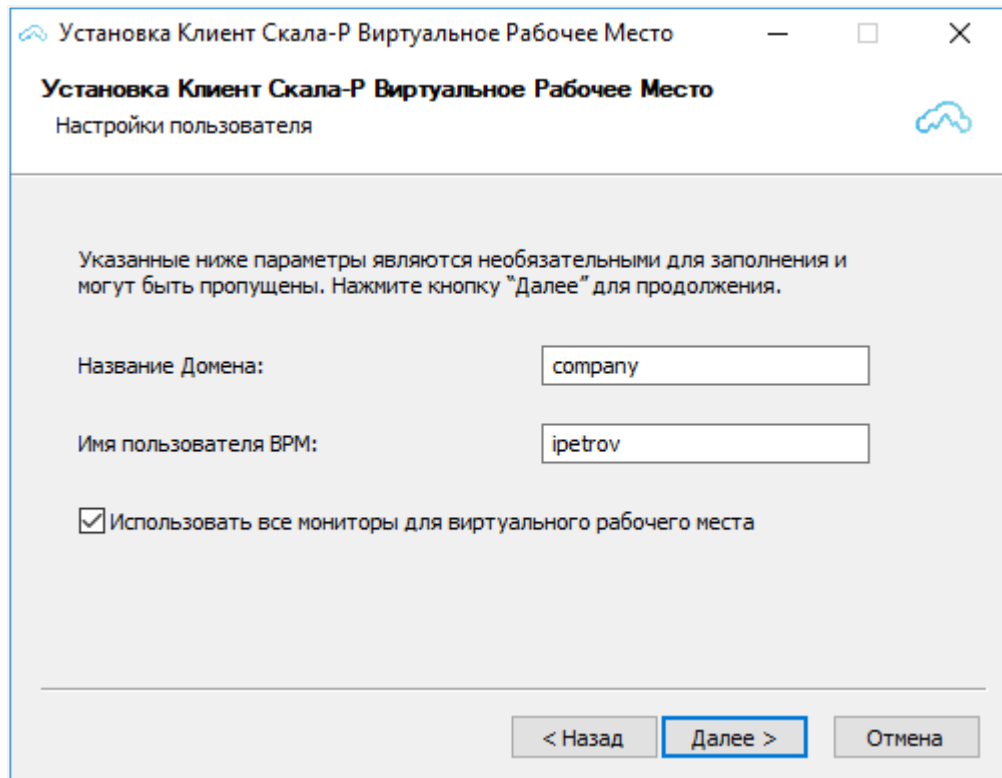 Установка Клиент Скала-Р Виртуальное Рабочее Место
Установка Клиент Скала-Р Виртуальное Рабочее Место
Настройки пользователя
Указанные ниже параметры являются необязательными для заполнения и
могут быть пропущены. Нажмите кнопку “Далее” для продолжения.
Название Домена:
company
Имя пользователя ВРМ:
ipetrov
Использовать все мониторы для виртуального рабочего места
< Назад
Далее >
Отмена